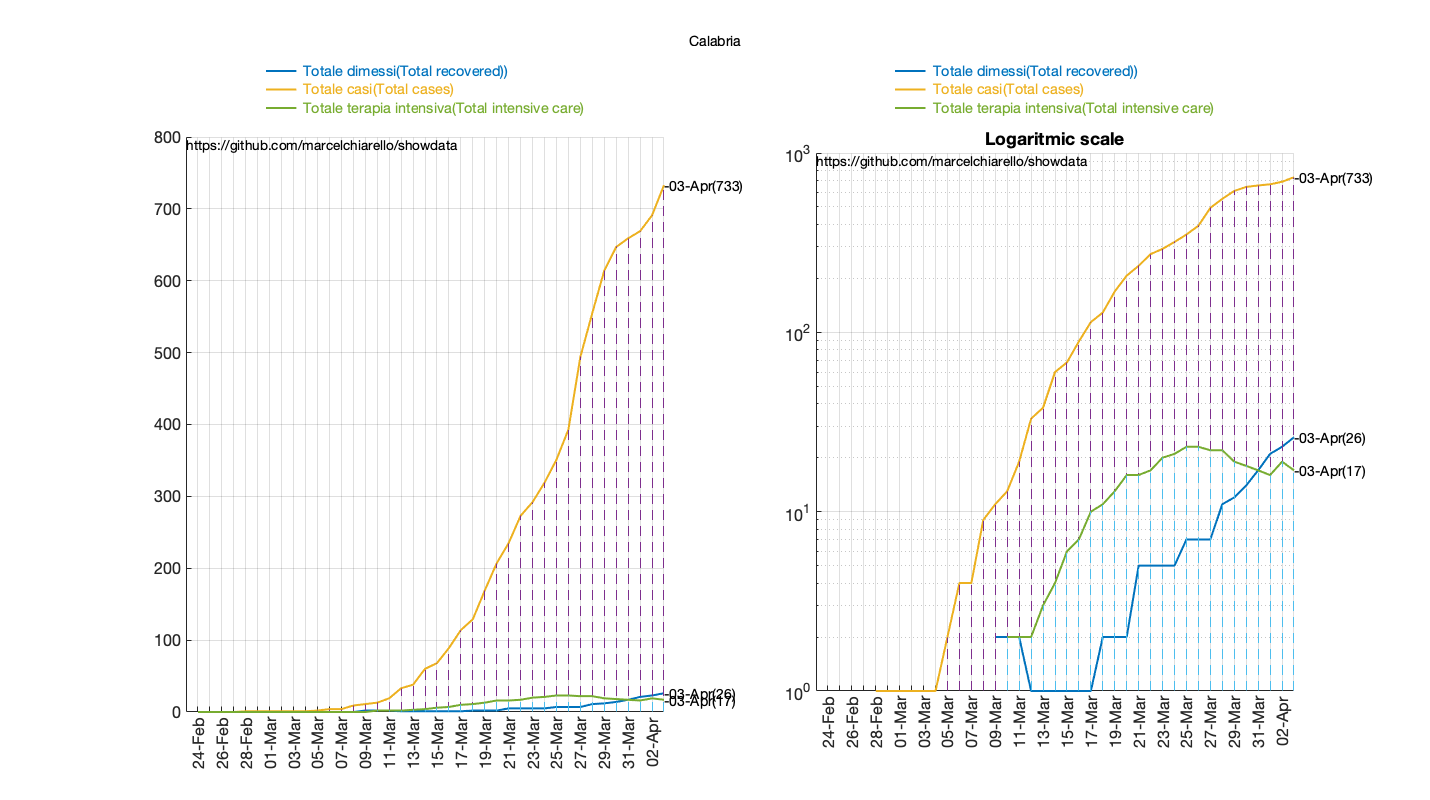 Calabria
Totale dimessi(Total recovered))
Totale casi(Total cases)
Totale terapia intensiva(Total intensive care)
https://github.com/marcelchiarello/showdata
800
700
600
500
400
300
200
100
0
-03-Apr(733)
-03-Apr(26)
-03-Apr(17)
24-Feb
26-Feb
28-Feb
01-Mar
03-Mar
05-Mar
07-Mar
09-Mar
11-Mar
13-Mar
15-Mar
17-Mar
19-Mar
21-Mar
23-Mar
25-Mar
27-Mar
29-Mar
31-Mar
02-Apr
Totale dimessi(Total recovered))
Totale casi(Total cases)
Totale terapia intensiva(Total intensive care)
Logaritmic scale
https://github.com/marcelchiarello/showdata
10³
10²
10¹
10⁰
-03-Apr(733)
-03-Apr(26)
-03-Apr(17)
24-Feb
26-Feb
28-Feb
01-Mar
03-Mar
05-Mar
07-Mar
09-Mar
11-Mar
13-Mar
15-Mar
17-Mar
19-Mar
21-Mar
23-Mar
25-Mar
27-Mar
29-Mar
31-Mar
02-Apr